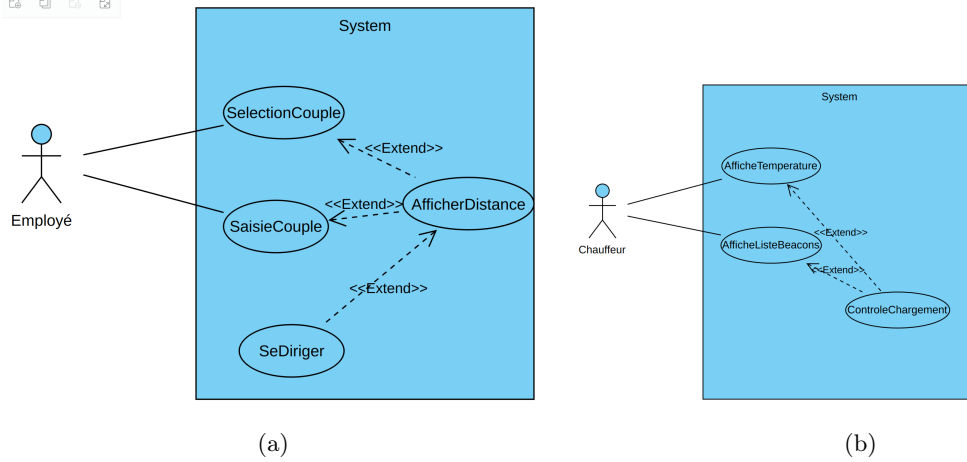 System
SelectionCouple
<<Extend>>
Employé
SaisieCouple
<<Extend>>
AfficherDistance
<<Extend>>
SeDiriger
(a)
System
AfficheTemperature
Chauffeur
<<Extend>>
AfficheListeBeacons
<<Extend>>
ControleChargement
(b)